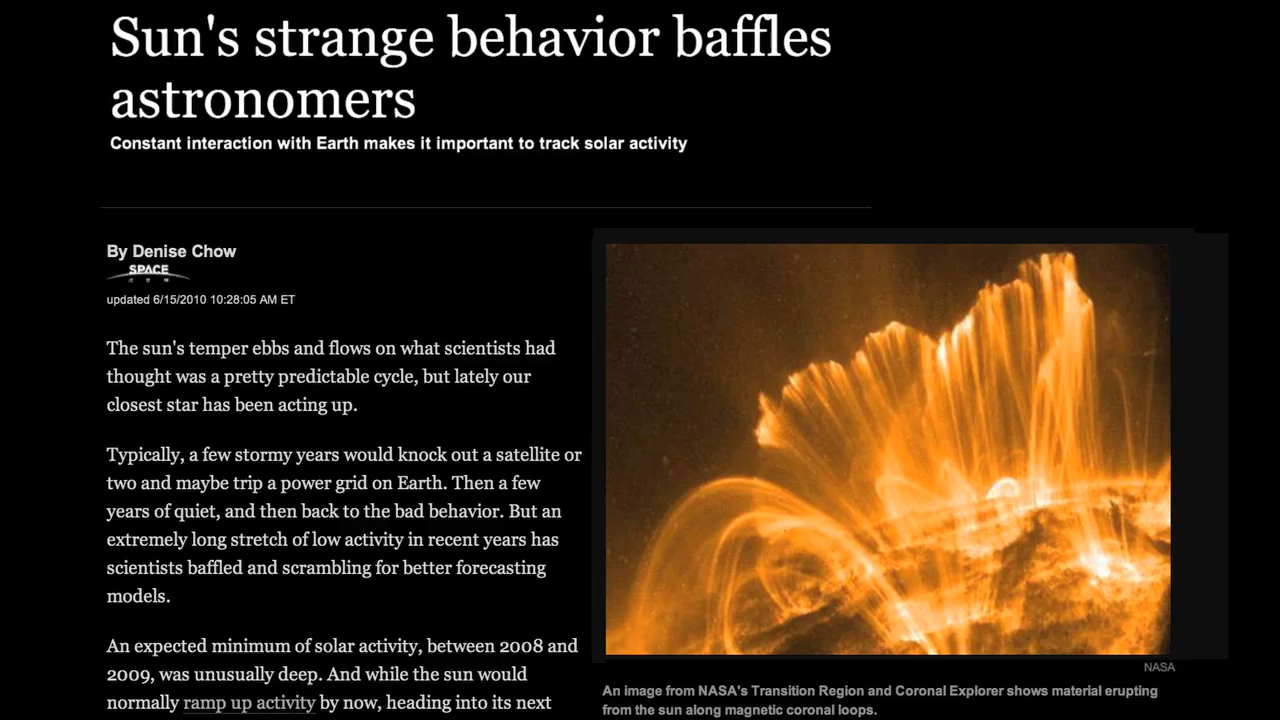 Sun's strange behavior baffles
astronomers
Constant interaction with Earth makes it important to track solar activity
By Denise Chow
SPACE
updated 6/15/2010 10:28:05 AM ET
The sun's temper ebbs and flows on what scientists had
thought was a pretty predictable cycle, but lately our
closest star has been acting up.
Typically, a few stormy years would knock out a satellite or
two and maybe trip a power grid on Earth. Then a few
years of quiet, and then back to the bad behavior. But an
extremely long stretch of low activity in recent years has
scientists baffled and scrambling for better forecasting
models.
An expected minimum of solar activity, between 2008 and
2009, was unusually deep. And while the sun would
normally ramp up activity by now, heading into its next
NASA
An image from NASA's Transition Region and Coronal Explorer shows material erupting
from the sun along magnetic coronal loops.